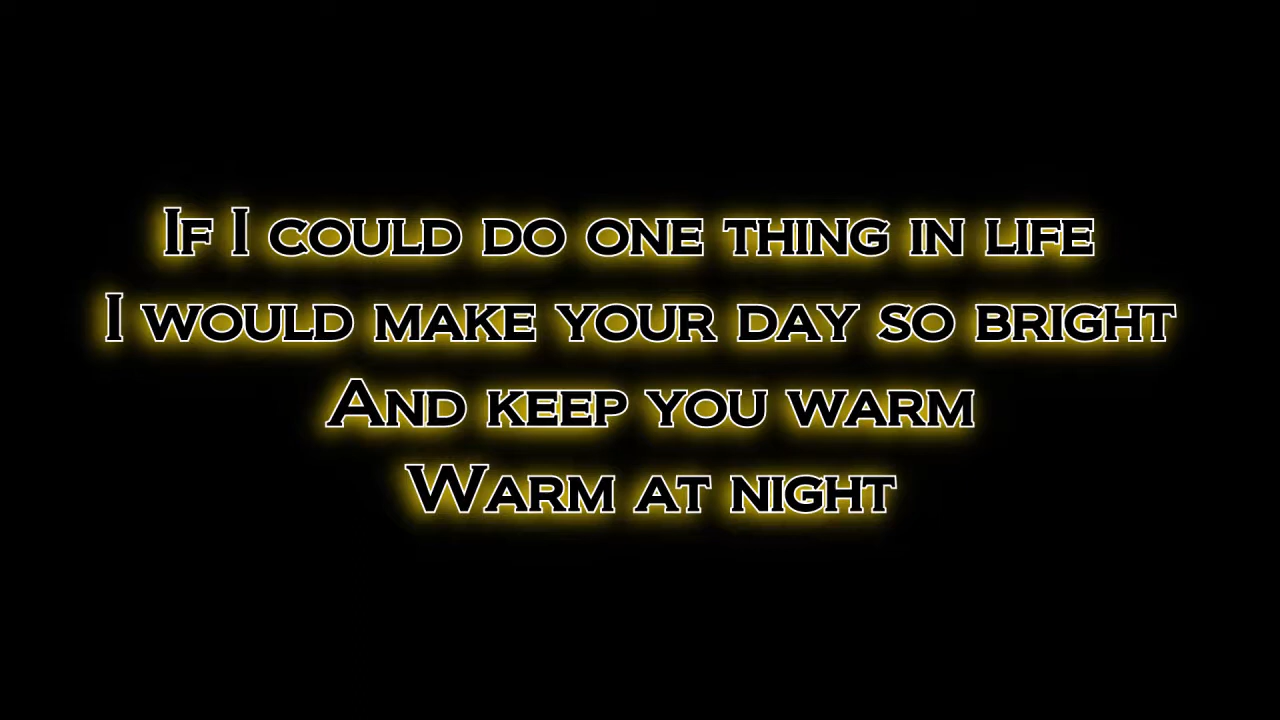 If I could do one thing in life
I would make your day so bright
And keep you warm
Warm at night